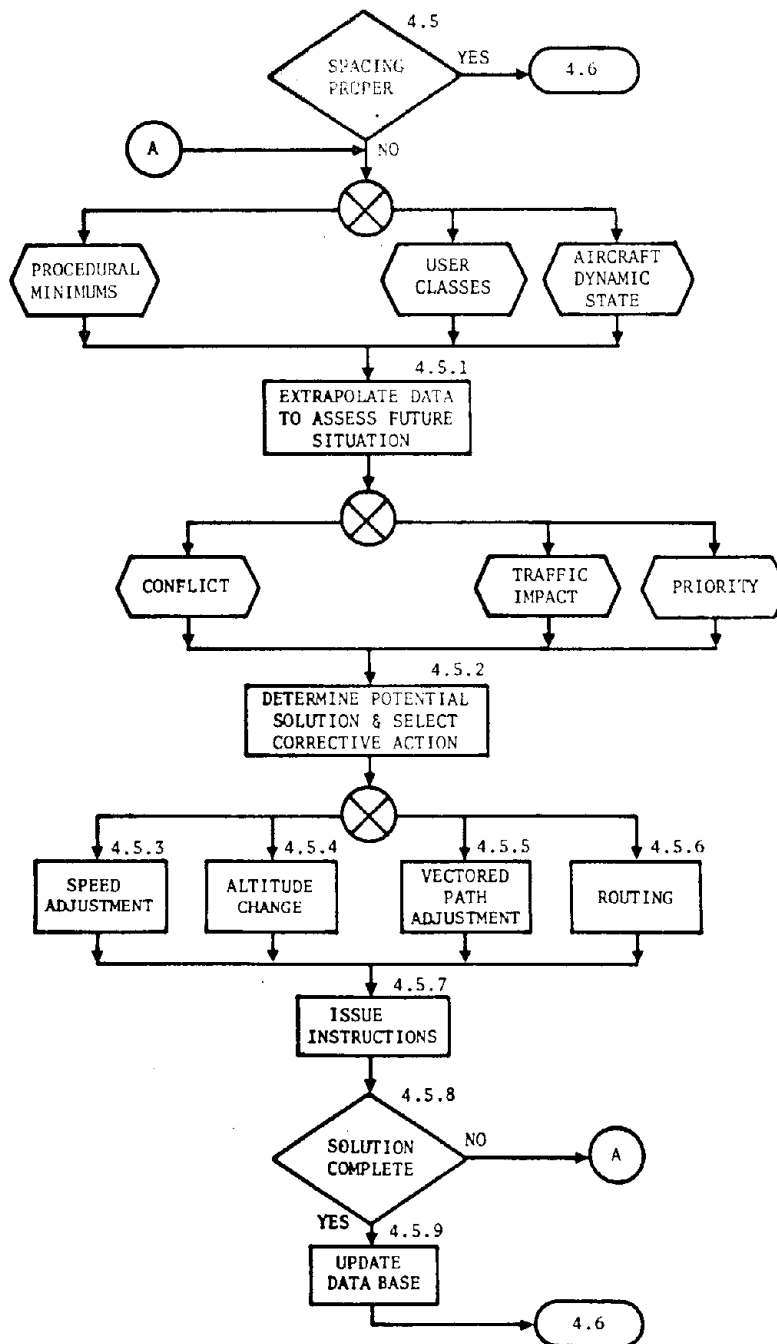 4.5
SPACING
PROPER
YES
4.6
A
NO
PROCEDURAL
MINIMUMS
USER
CLASSES
AIRCRAFT
DYNAMIC
STATE
4.5.1
EXTRAPOLATE DATA
TO ASSESS FUTURE
SITUATION
CONFLICT
TRAFFIC
IMPACT
PRIORITY
4.5.2
DETERMINE POTENTIAL
SOLUTION & SELECT
CORRECTIVE ACTION
4.5.3
SPEED
ADJUSTMENT
4.5.4
ALTITUDE
CHANGE
4.5.5
VECTORED
PATH
ADJUSTMENT
4.5.6
ROUTING
4.5.7
ISSUE
INSTRUCTIONS
4.5.8
SOLUTION
COMPLETE
NO
A
YES
4.5.9
UPDATE
DATA BASE
4.6